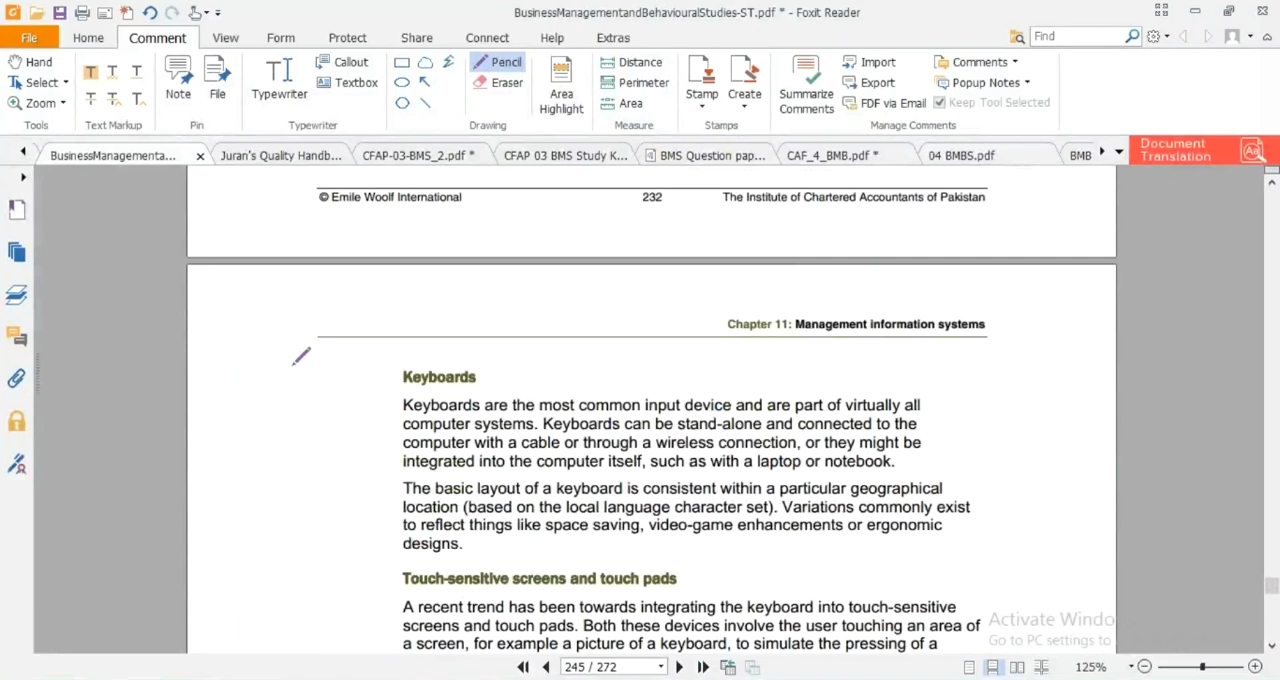 BusinessManagementandBehaviouralStudies-ST.pdf * - Foxit Reader
File Home Comment View Form Protect Share Connect Help Extras Find
Hand
Select
Zoom
Tools
T T T
T T T
Text Markup
Note File
Pin
Typewriter
Callout
Textbox
Typewriter
Pencil
Eraser
Drawing
Area
Highlight
Distance
Perimeter
Area
Measure
Stamp Create
Stamps
Summarize
Comments
Import
Export
FDF via Email
Comments
Popup Notes
Keep Tool Selected
Manage Comments
BusinessManagementa... Juran's Quality Handb... CFAP-03-BMS_2.pdf * CFAP 03 BMS Study K... BMS Question pap... CAF_4_BMB.pdf * 04 BMBS.pdf BMB
Document
Translation
© Emile Woolf International 232 The Institute of Chartered Accountants of Pakistan
Chapter 11: Management information systems
Keyboards
Keyboards are the most common input device and are part of virtually all
computer systems. Keyboards can be stand-alone and connected to the
computer with a cable or through a wireless connection, or they might be
integrated into the computer itself, such as with a laptop or notebook.
The basic layout of a keyboard is consistent within a particular geographical
location (based on the local language character set). Variations commonly exist
to reflect things like space saving, video-game enhancements or ergonomic
designs.
Touch-sensitive screens and touch pads
A recent trend has been towards integrating the keyboard into touch-sensitive
screens and touch pads. Both these devices involve the user touching an area of
a screen, for example a picture of a keyboard, to simulate the pressing of a
Activate Windo
Go to PC settings to
245 / 272
125%